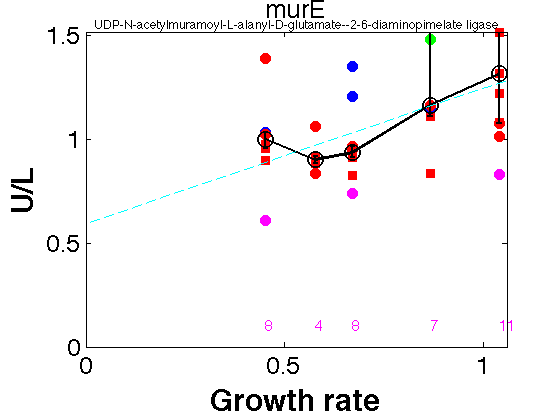 murE
UDP-N-acetylmuramoyl-L-alanyl-D-glutamate--2-6-diaminopimelate ligase
1.5
1
0.5
0
U/L
8 4 8 7 11
0 0.5 1
Growth rate